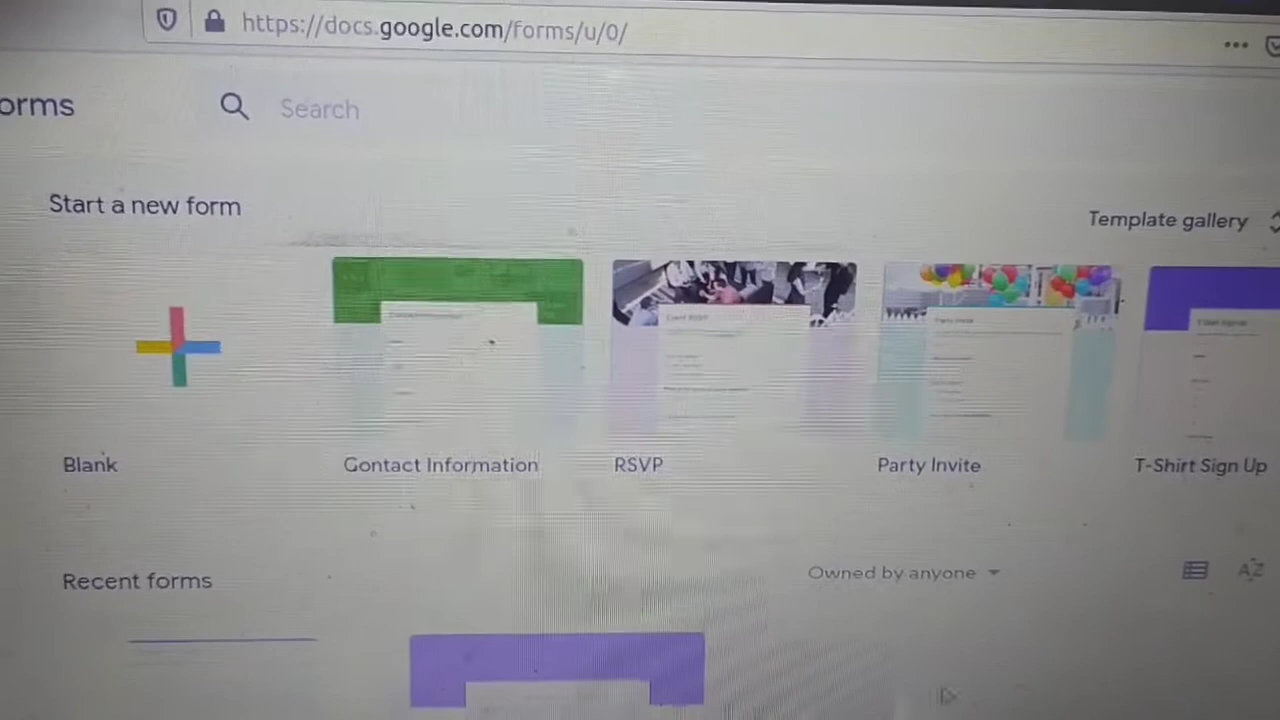 https://docs.google.com/forms/u/0/
orms
Search
Start a new form
Template gallery
Blank
Contact Information
RSVP
Party Invite
T-Shirt Sign Up
Recent forms
Owned by anyone
AZ